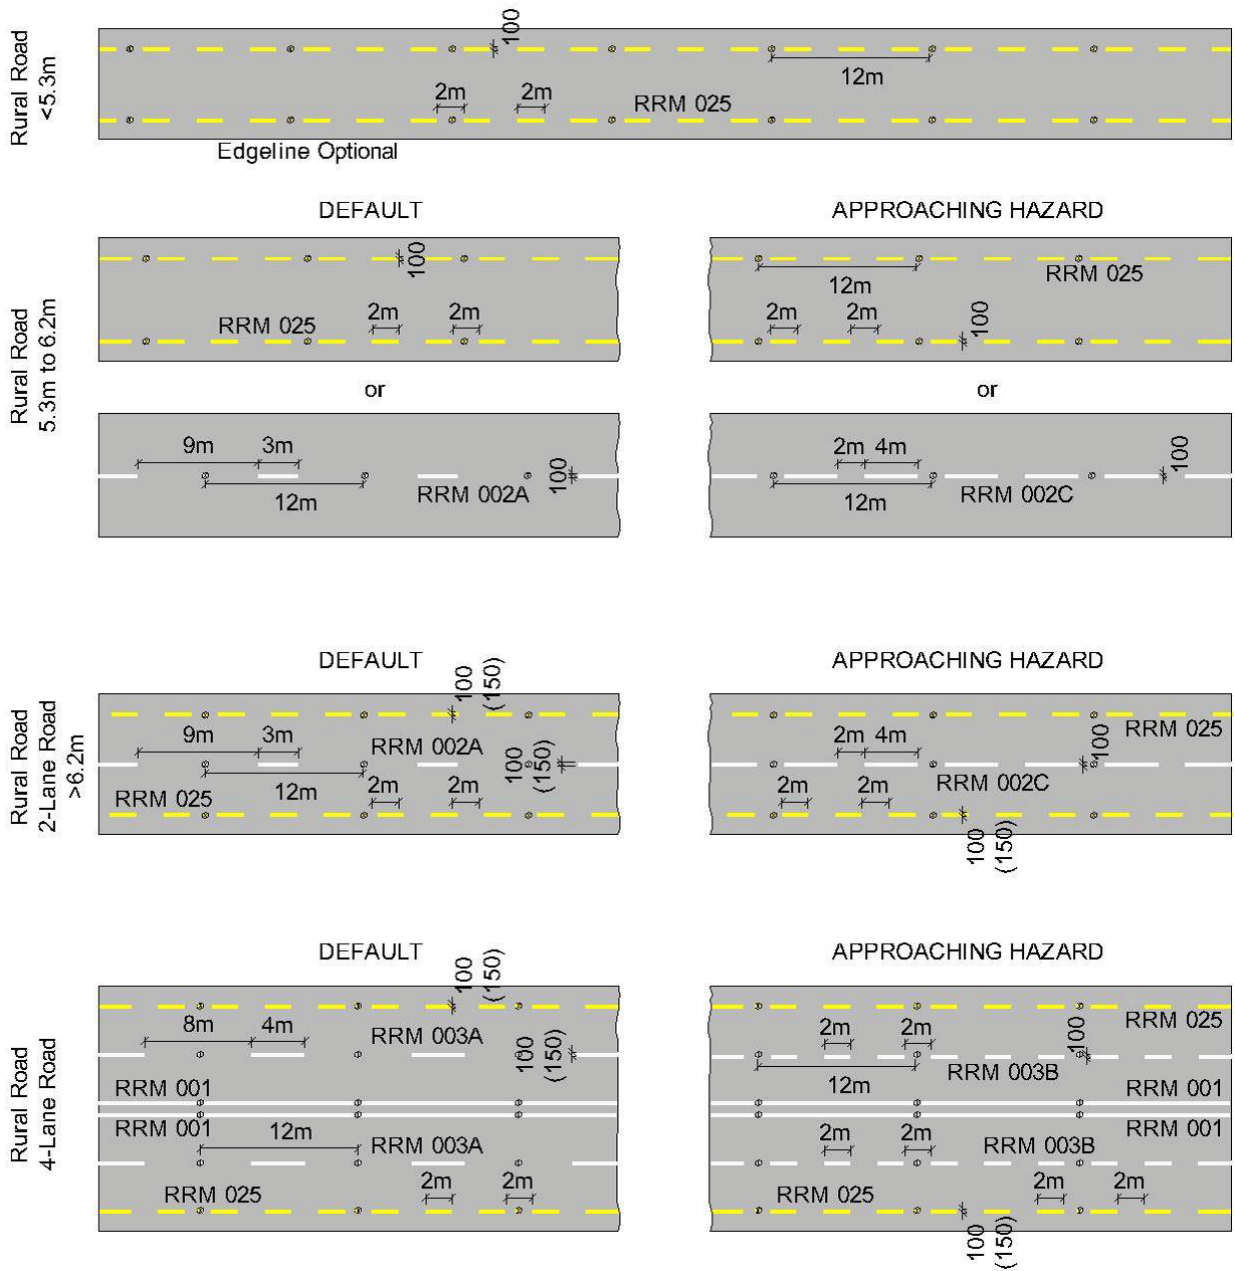 Rural Road
<5.3m
100
12m
2m
2m
RRM 025
Edgeline Optional
DEFAULT
APPROACHING HAZARD
Rural Road
5.3m to 6.2m
100
RRM 025
2m
2m
12m
RRM 025
2m
2m
100
or
or
9m
3m
12m
RRM 002A
100
2m
4m
12m
RRM 002C
100
DEFAULT
APPROACHING HAZARD
Rural Road
2-Lane Road
>6.2m
100
(150)
9m
3m
RRM 002A
100
(150)
RRM 025
12m
2m
2m
RRM 025
2m
4m
100
RRM 002C
2m
2m
100
(150)
DEFAULT
APPROACHING HAZARD
Rural Road
4-Lane Road
100
(150)
8m
4m
RRM 003A
100
(150)
RRM 001
RRM 001
12m
RRM 003A
RRM 025
2m
2m
RRM 025
2m
2m
100
12m
RRM 003B
RRM 001
RRM 001
2m
2m
RRM 003B
RRM 025
2m
2m
100
(150)